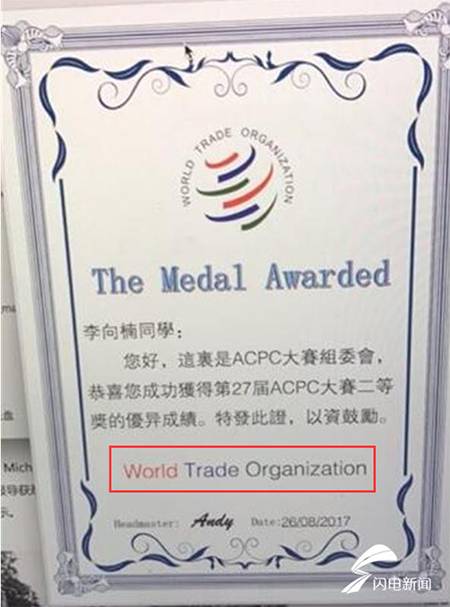 WORLD TRADE ORGANIZATION
The Medal Awarded
李向楠同學：
您好，這裏是ACPC大賽組委會，
恭喜您成功獲得第27届ACPC大賽二等
獎的優异成績。特發此證，以資鼓勵。
World Trade Organization
Headmaster: Andy Date: 26/08/2017
Mich
闪电新闻